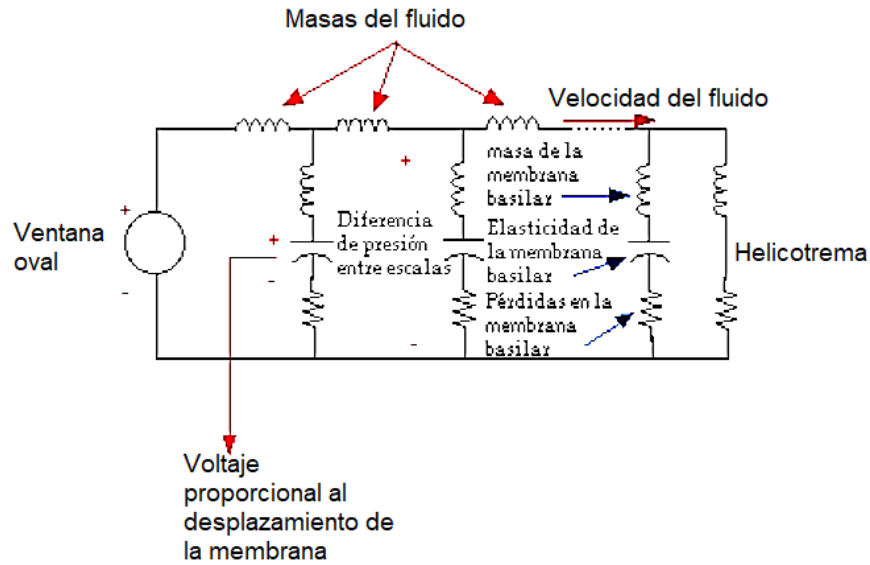 Masas del fluido
Velocidad del fluido
+
masa de la
membrana
basilar
Ventana
oval
+
-
+
-
Diferencia
de presión
entre escalas
Elasticidad de
la membrana
basilar
Helicotrema
Pérdidas en la
membrana
basilar
-
Voltaje
proporcional al
desplazamiento de
la membrana